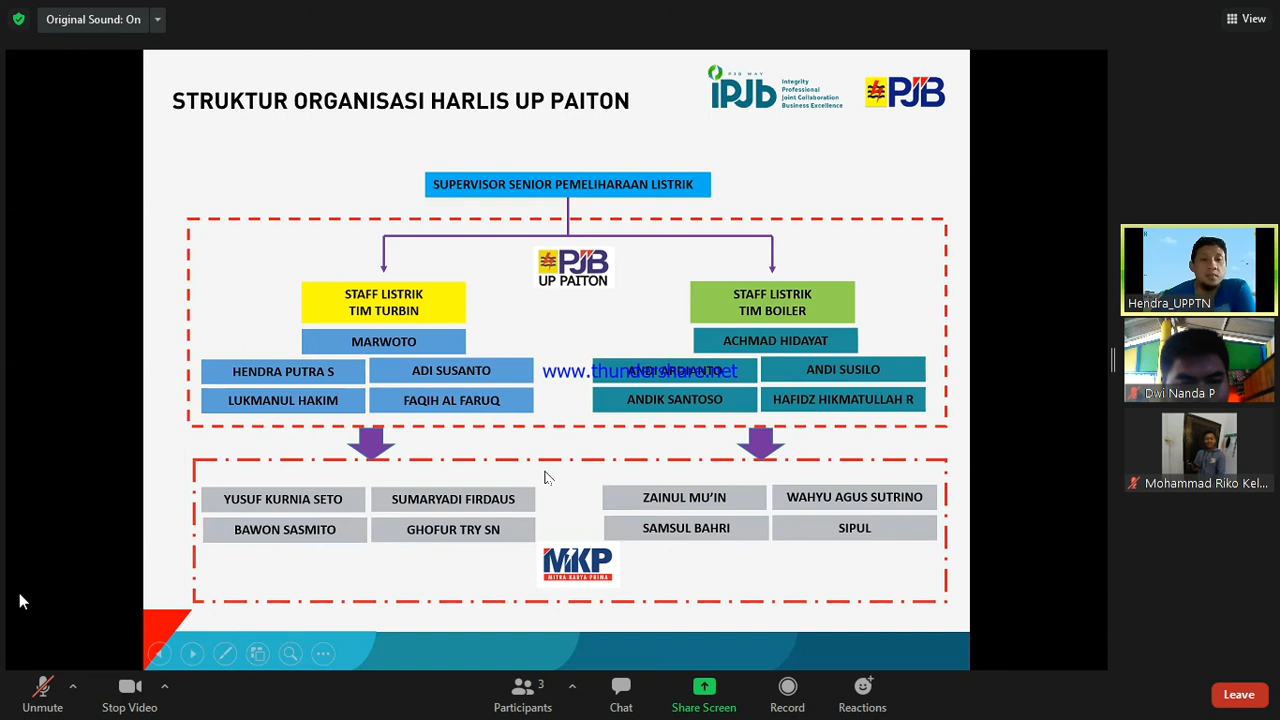 Original Sound: On
View
STRUKTUR ORGANISASI HARLIS UP PAITON
PJB WAY
iPJb
Integrity
Professional
Joint Collaboration
Business Excellence
PJB
SUPERVISOR SENIOR PEMELIHARAAN LISTRIK
PJB
UP PAITON
STAFF LISTRIK
TIM TURBIN
STAFF LISTRIK
TIM BOILER
MARWOTO
ACHMAD HIDAYAT
HENDRA PUTRA S
ADI SUSANTO
ANDI ARDIANTO
www.thundershare.net
ANDI SUSILO
LUKMANUL HAKIM
FAQIH AL FARUQ
ANDIK SANTOSO
HAFIDZ HIKMATULLAH R
YUSUF KURNIA SETO
SUMARYADI FIRDAUS
ZAINUL MU'IN
WAHYU AGUS SUTRINO
BAWON SASMITO
GHOFUR TRY SN
SAMSUL BAHRI
SIPUL
MKP
MITRA KARYA PRIMA
Hendra_UPPTN
Dwi Nanda P
Mohammad Riko Kel...
Unmute
Stop Video
3
Participants
Chat
Share Screen
Record
Reactions
Leave